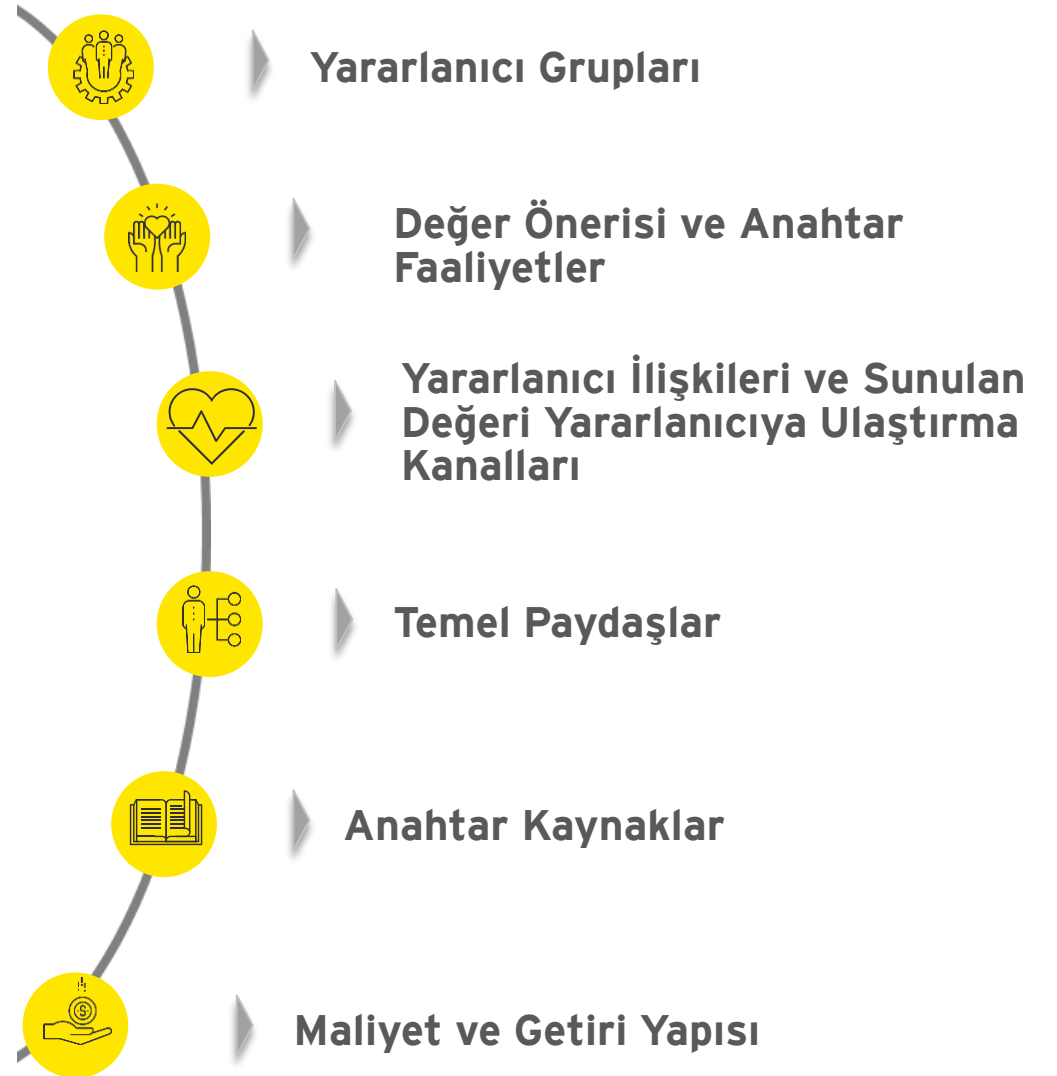 Yararlanıcı Grupları
Değer Önerisi ve Anahtar
Faaliyetler
Yararlanıcı İlişkileri ve Sunulan
Değeri Yararlanıcıya Ulaştırma
Kanalları
Temel Paydaşlar
Anahtar Kaynaklar
Maliyet ve Getiri Yapısı